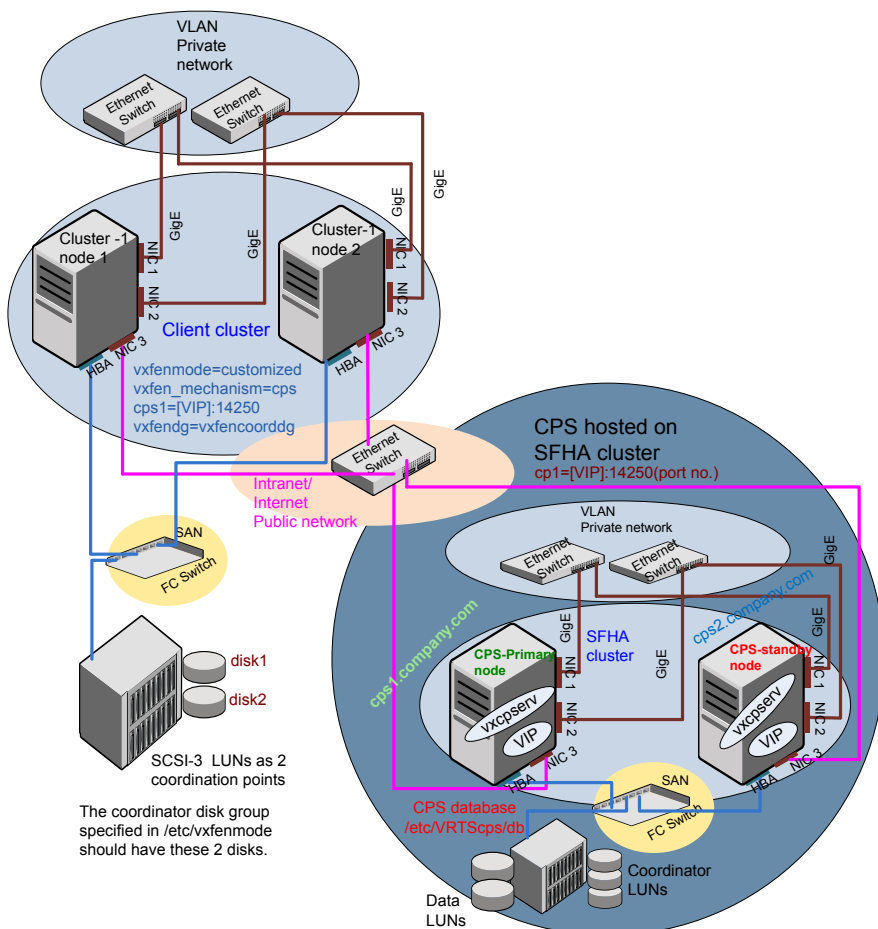 VLAN
Private
network
Ethernet
Switch
Ethernet
Switch
GigE
GigE
GigE
GigE
Cluster -1
node 1
NIC 1
NIC 2
NIC 3
HBA
Cluster-1
node 2
NIC 1
NIC 2
NIC 3
HBA
Client cluster
vxfenmode=customized
vxfen_mechanism=cps
cps1=[VIP]:14250
vxfendg=vxfencoorddg
Ethernet
Switch
Intranet/
Internet
Public network
CPS hosted on
SFHA cluster
cp1=[VIP]:14250(port no.)
VLAN
Private network
Ethernet
Switch
Ethernet
Switch
GigE
GigE
GigE
GigE
SAN
FC Switch
disk1
disk2
SCSI-3 LUNs as 2
coordination points
The coordinator disk group
specified in /etc/vxfenmode
should have these 2 disks.
cps1.company.com
cps2.company.com
SFHA
cluster
CPS-Primary
node
vxcpserv
VIP
NIC 1
NIC 2
NIC 3
HBA
CPS-standby
node
vxcpserv
VIP
NIC 1
NIC 2
NIC 3
HBA
CPS database
/etc/VRTScps/db
SAN
FC Switch
Data
LUNs
Coordinator
LUNs